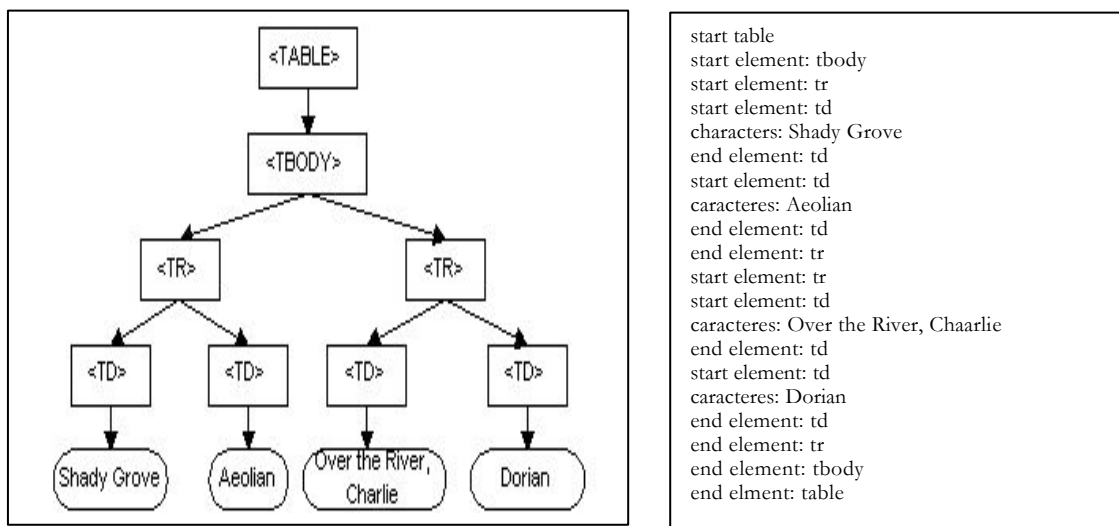 <TABLE>
<TBODY>
<TR>
<TR>
<TD>
<TD>
<TD>
<TD>
Shady Grove
Aeolian
Over the River,
Charlie
Dorian
start table
start element: tbody
start element: tr
start element: td
characters: Shady Grove
end element: td
start element: td
caracteres: Aeolian
end element: td
end element: tr
start element: tr
start element: td
caracteres: Over the River, Chaarlie
end element: td
start element: td
caracteres: Dorian
end element: td
end element: tr
end element: tbody
end elment: table